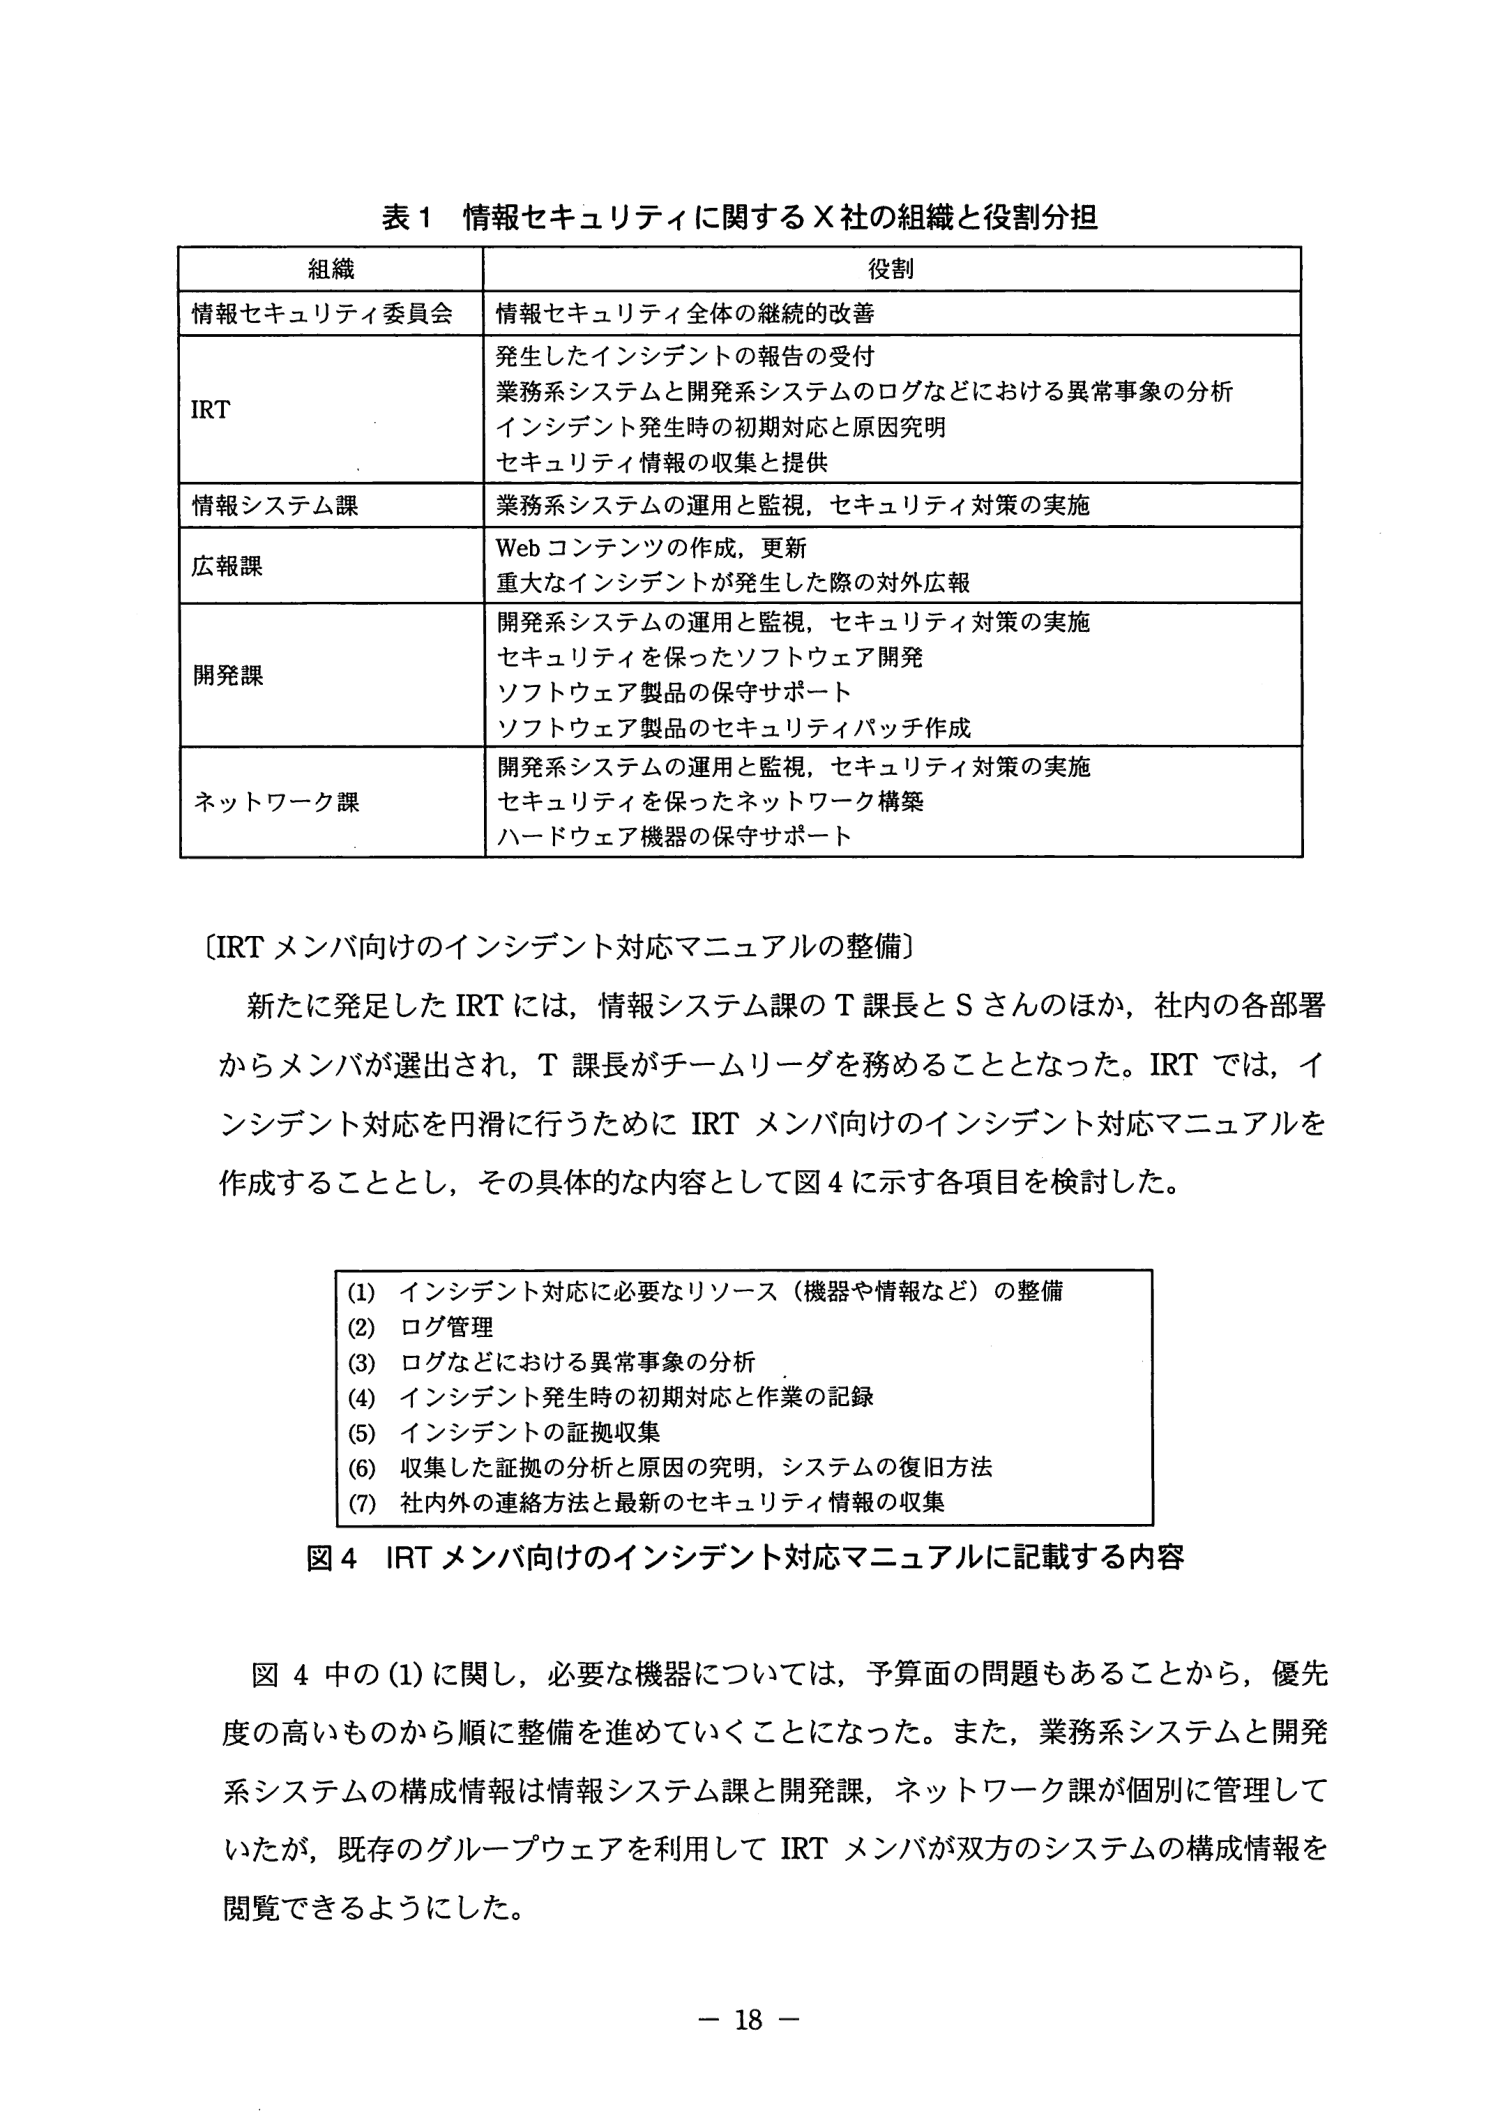 表1 情報セキュリティに関するX社の組織と役割分担
組織 役割
情報セキュリティ委員会 情報セキュリティ全体の継続的改善
IRT
発生したインシデントの報告の受付
業務系システムと開発系システムのログなどにおける異常事象の分析
インシデント発生時の初期対応と原因究明
セキュリティ情報の収集と提供
情報システム課 業務系システムの運用と監視，セキュリティ対策の実施
広報課
Webコンテンツの作成，更新
重大なインシデントが発生した際の対外広報
開発課
開発系システムの運用と監視，セキュリティ対策の実施
セキュリティを保ったソフトウェア開発
ソフトウェア製品の保守サポート
ソフトウェア製品のセキュリティパッチ作成
ネットワーク課
開発系システムの運用と監視，セキュリティ対策の実施
セキュリティを保ったネットワーク構築
ハードウェア機器の保守サポート
〔IRTメンバ向けのインシデント対応マニュアルの整備〕
新たに発足したIRTには，情報システム課のT課長とSさんのほか，社内の各部署
からメンバが選出され，T課長がチームリーダを務めることとなった。IRTでは，イ
ンシデント対応を円滑に行うためにIRTメンバ向けのインシデント対応マニュアルを
作成することとし，その具体的な内容として図4に示す各項目を検討した。
(1) インシデント対応に必要なリソース（機器や情報など）の整備
(2) ログ管理
(3) ログなどにおける異常事象の分析
(4) インシデント発生時の初期対応と作業の記録
(5) インシデントの証拠収集
(6) 収集した証拠の分析と原因の究明，システムの復旧方法
(7) 社内外の連絡方法と最新のセキュリティ情報の収集
図4 IRTメンバ向けのインシデント対応マニュアルに記載する内容
図4中の(1)に関し，必要な機器については，予算面の問題もあることから，優先
度の高いものから順に整備を進めていくことになった。また，業務系システムと開発
系システムの構成情報は情報システム課と開発課，ネットワーク課が個別に管理して
いたが，既存のグループウェアを利用してIRTメンバが双方のシステムの構成情報を
閲覧できるようにした。
― 18 ―